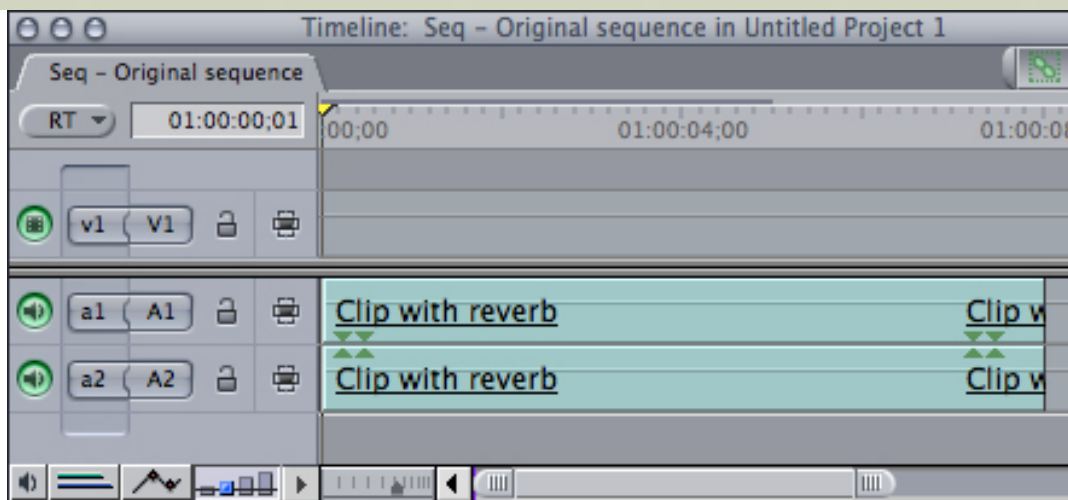 Timeline: Seq – Original sequence in Untitled Project 1
Seq – Original sequence
RT 01:00:00;01 00;00 01:00:04;00 01:00:08
v1 V1
a1 A1 Clip with reverb Clip w
a2 A2 Clip with reverb Clip w